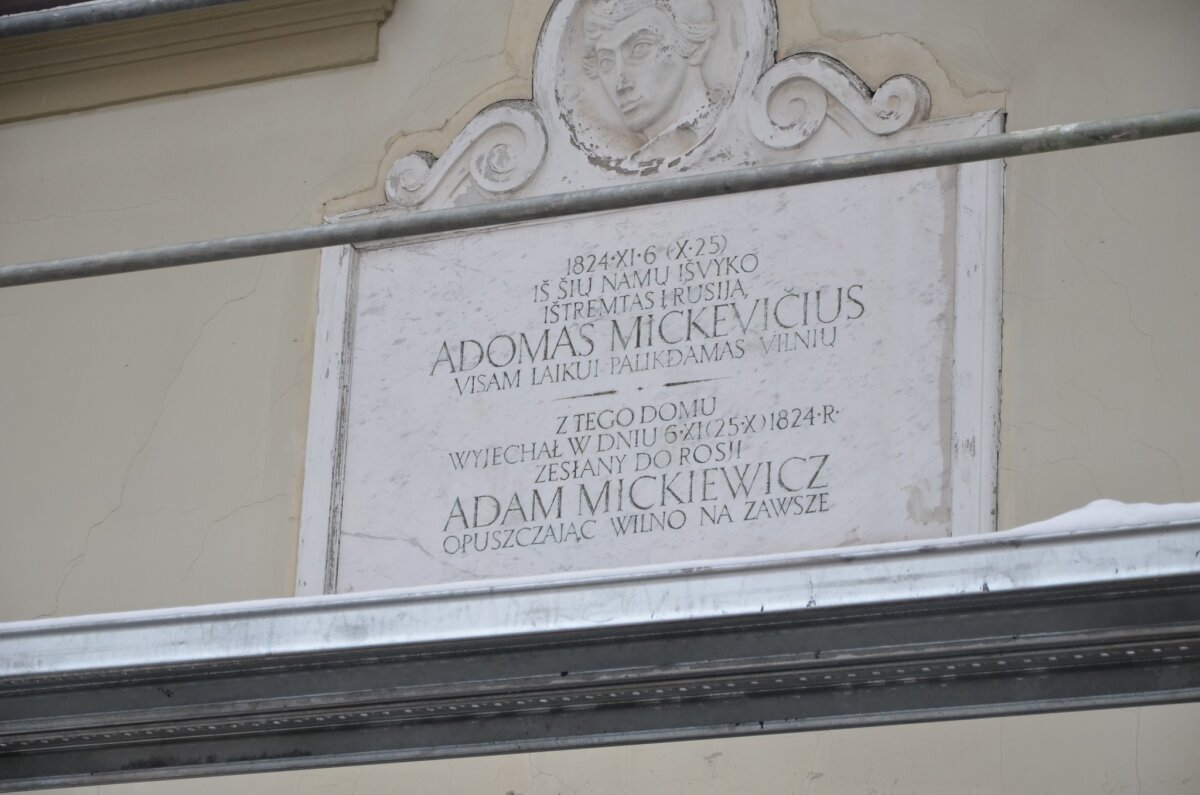 1824·XI·6 (X·25)
IŠ ŠIŲ NAMŲ IŠVYKO
IŠTREMTAS Į RUSIJĄ
ADOMAS MICKEVIČIUS
VISAM LAIKUI PALIKDAMAS VILNIŲ
Z TEGO DOMU
WYJECHAŁ W DNIU 6·XI(25·X)1824·R·
ZESŁANY DO ROSJI
ADAM MICKIEWICZ
OPUSZCZAJĄC WILNO NA ZAWSZE